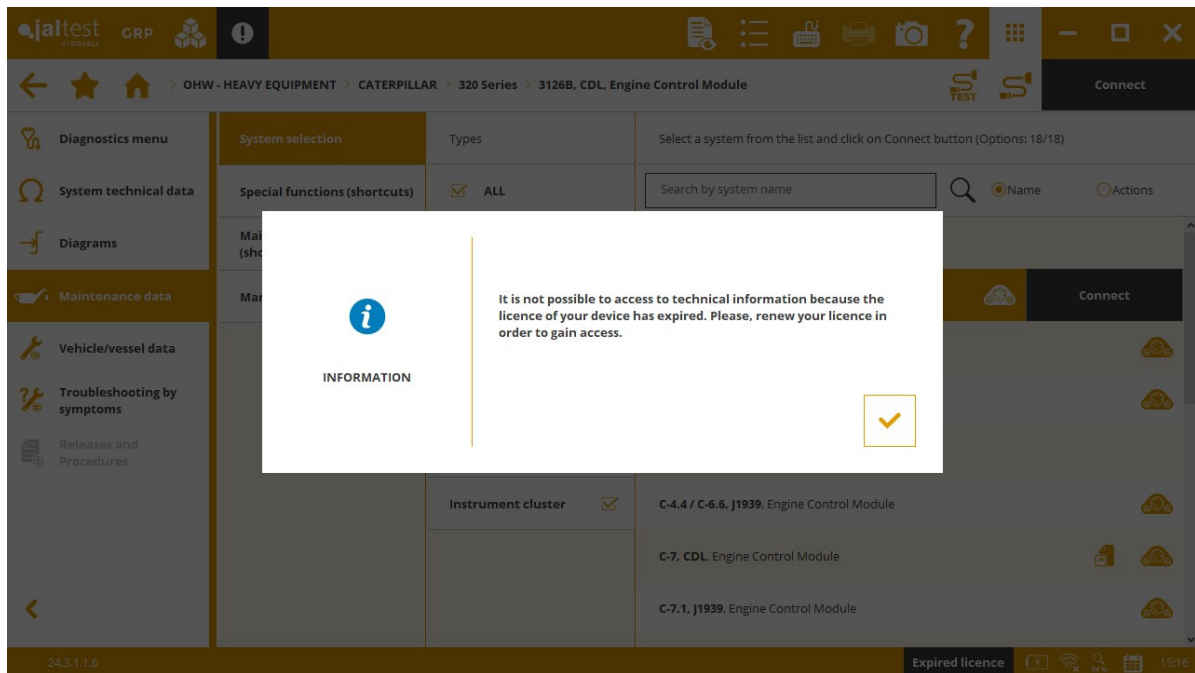 jaltest GRP
BY COJALI
> OHW - HEAVY EQUIPMENT > CATERPILLAR > 320 Series > 3126B, CDL, Engine Control Module
TEST
Connect
Diagnostics menu
System technical data
Diagrams
Maintenance data
Vehicle/vessel data
Troubleshooting by
symptoms
Releases and
Procedures
System selection
Special functions (shortcuts)
Types
ALL
Instrument cluster
Select a system from the list and click on Connect button (Options: 18/18)
Search by system name
Name
Actions
Connect
INFORMATION
It is not possible to access to technical information because the
licence of your device has expired. Please, renew your licence in
order to gain access.
C-4.4 / C-6.6, J1939, Engine Control Module
C-7, CDL, Engine Control Module
C-7.1, J1939, Engine Control Module
24.3.1.1.6
Expired licence
15:16